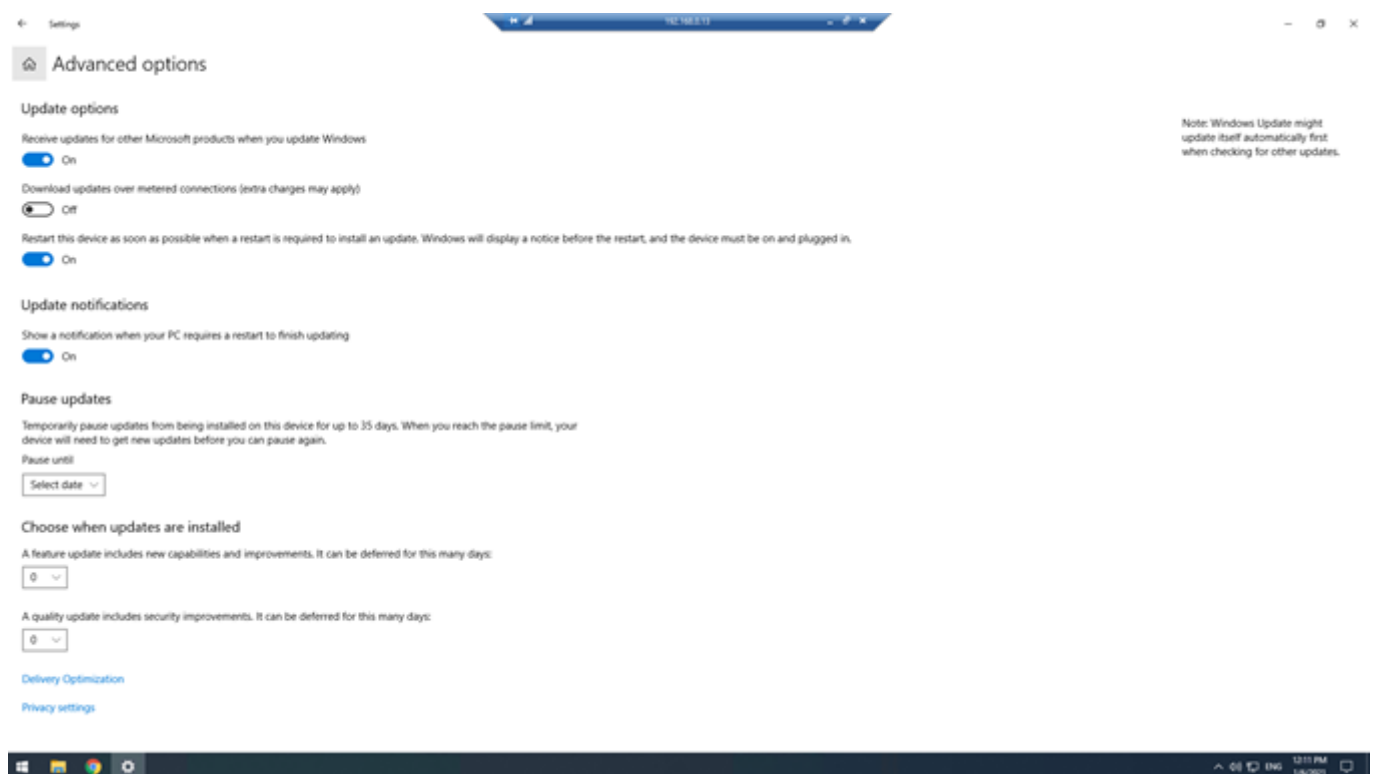 Settings
192.168.0.13
Advanced options
Update options
Receive updates for other Microsoft products when you update Windows
On
Download updates over metered connections (extra charges may apply)
Off
Restart this device as soon as possible when a restart is required to install an update. Windows will display a notice before the restart, and the device must be on and plugged in.
On
Update notifications
Show a notification when your PC requires a restart to finish updating
On
Pause updates
Temporarily pause updates from being installed on this device for up to 35 days. When you reach the pause limit, your
device will need to get new updates before you can pause again.
Pause until
Select date
Choose when updates are installed
A feature update includes new capabilities and improvements. It can be deferred for this many days:
0
A quality update includes security improvements. It can be deferred for this many days:
0
Delivery Optimization
Privacy settings
Note: Windows Update might
update itself automatically first
when checking for other updates.
ENG
12:11 PM